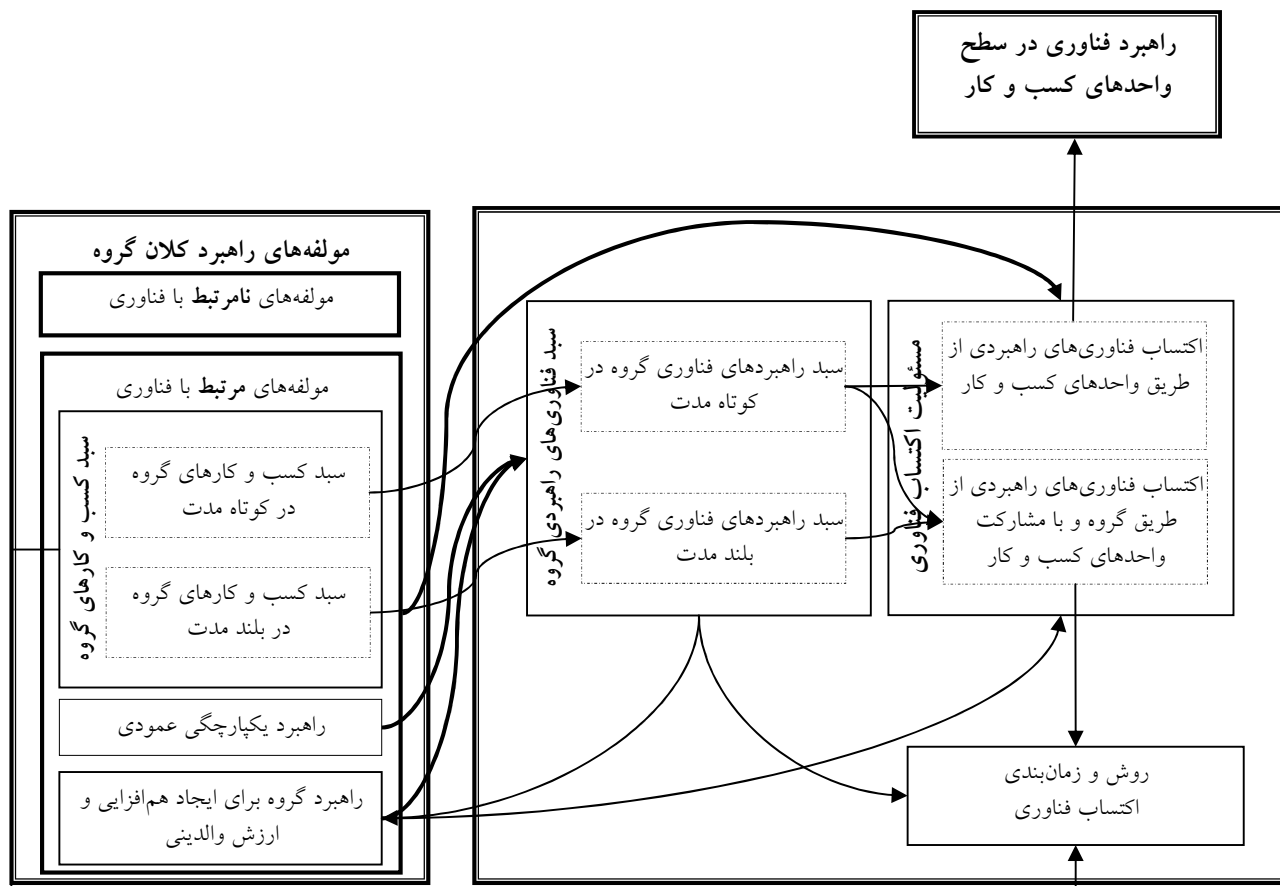 راهبرد فناوری در سطح
واحدهای کسب و کار
مولفه‌های راهبرد کلان گروه
مولفه‌های نامرتبط با فناوری
مولفه‌های مرتبط با فناوری
سبد کسب و کارهای گروه
سبد کسب و کارهای گروه
در کوتاه مدت
سبد کسب و کارهای گروه
در بلند مدت
راهبرد یکپارچگی عمودی
راهبرد گروه برای ایجاد هم‌افزایی و
ارزش والدینی
سبد فناوری‌های راهبردی گروه
سبد راهبردهای فناوری گروه در
کوتاه مدت
سبد راهبردهای فناوری گروه در
بلند مدت
مسئولیت اکتساب فناوری
اکتساب فناوری‌های راهبردی از
طریق واحدهای کسب و کار
اکتساب فناوری‌های راهبردی از
طریق گروه و با مشارکت
واحدهای کسب و کار
روش و زمان‌بندی
اکتساب فناوری